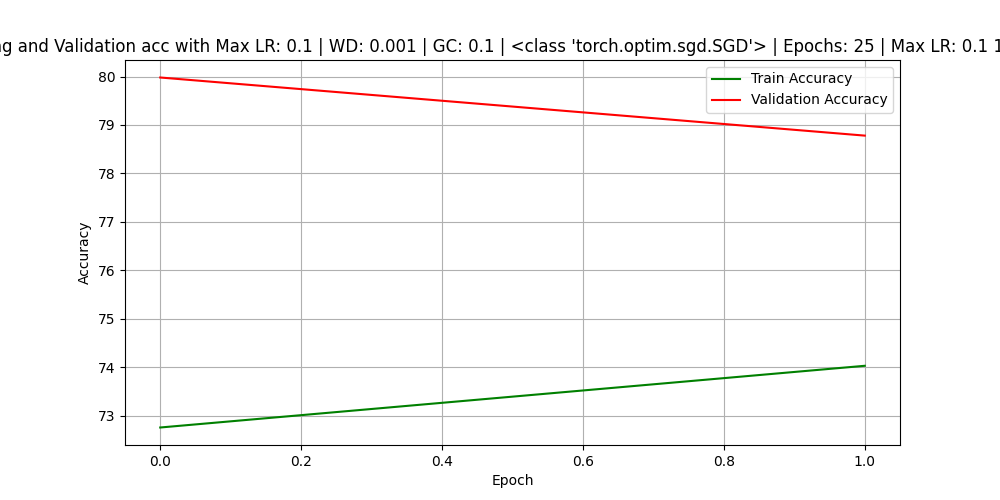 and Validation acc with Max LR: 0.1 | WD: 0.001 | GC: 0.1 | <class 'torch.optim.sgd.SGD'> | Epochs: 25 | Max LR: 0.1
Train Accuracy
Validation Accuracy
80
79
78
77
76
75
74
73
Accuracy
0.0 0.2 0.4 0.6 0.8 1.0
Epoch